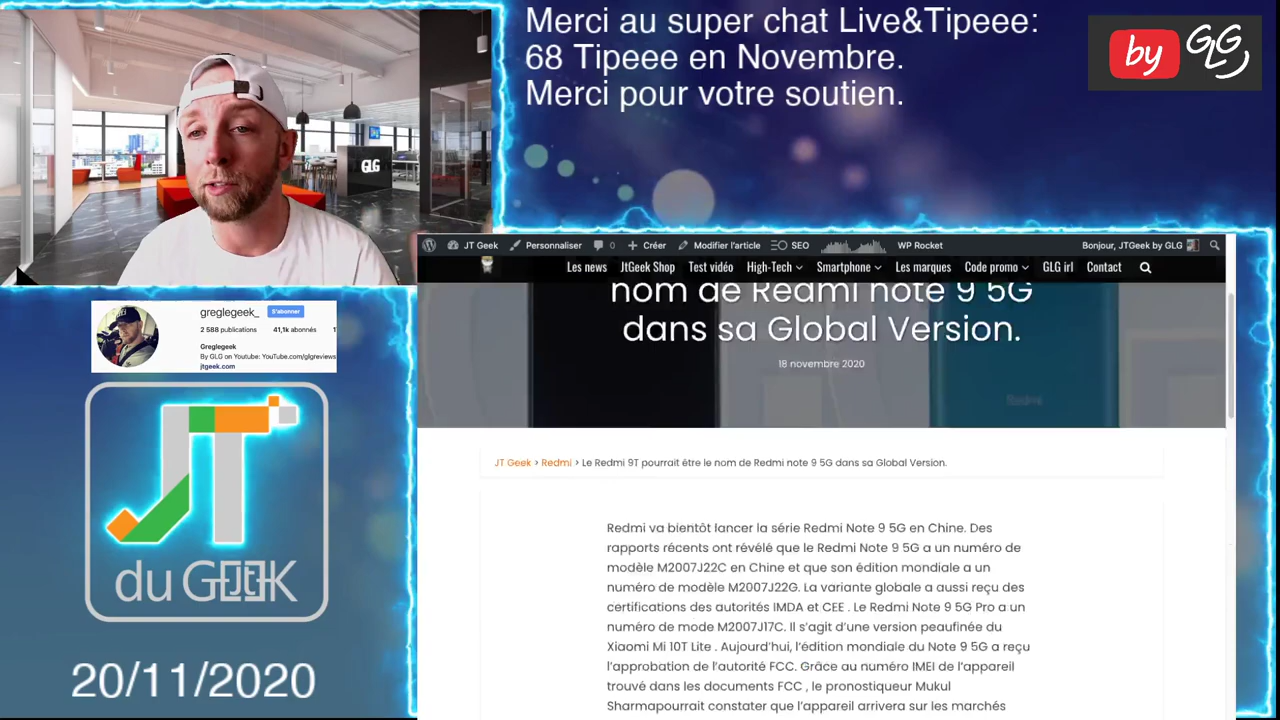 Merci au super chat Live&Tipeee:
68 Tipeee en Novembre.
Merci pour votre soutien.
by GLG
GLG
JT Geek Personnaliser 0 Créer Modifier l'article SEO WP Rocket Bonjour, JTGeek by GLG
Les news JtGeek Shop Test vidéo High-Tech Smartphone Les marques Code promo GLG irl Contact
nom de Redmi note 9 5G
dans sa Global Version.
18 novembre 2020
Redmi
greglegeek_ S'abonner
2 588 publications 41,1k abonnés 1
Greglegeek
By GLG on Youtube: YouTube.com/glgreviews
jtgeek.com
JT
du GEEK
20/11/2020
JT Geek > Redmi > Le Redmi 9T pourrait être le nom de Redmi note 9 5G dans sa Global Version.
Redmi va bientôt lancer la série Redmi Note 9 5G en Chine. Des
rapports récents ont révélé que le Redmi Note 9 5G a un numéro de
modèle M2007J22C en Chine et que son édition mondiale a un
numéro de modèle M2007J22G. La variante globale a aussi reçu des
certifications des autorités IMDA et CEE . Le Redmi Note 9 5G Pro a un
numéro de mode M2007J17C. Il s'agit d'une version peaufinée du
Xiaomi Mi 10T Lite . Aujourd'hui, l'édition mondiale du Note 9 5G a reçu
l'approbation de l'autorité FCC. Grâce au numéro IMEI de l'appareil
trouvé dans les documents FCC , le pronostiqueur Mukul
Sharmapourrait constater que l'appareil arrivera sur les marchés